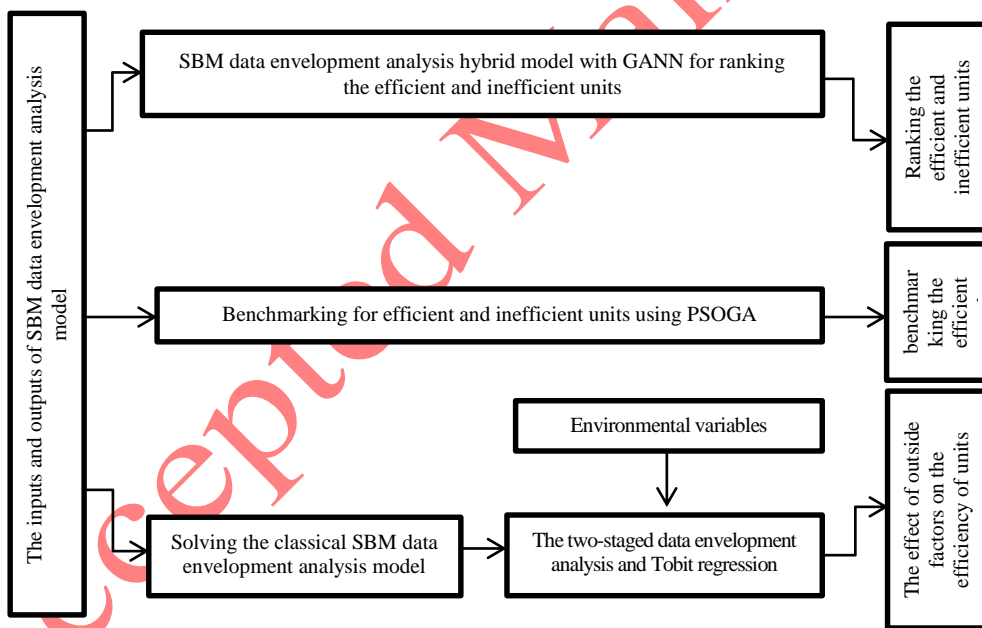 The inputs and outputs of SBM data envelopment analysis
model
SBM data envelopment analysis hybrid model with GANN for ranking
the efficient and inefficient units
Ranking the
efficient and
inefficient units
Benchmarking for efficient and inefficient units using PSOGA
benchmar
king the
efficient
Environmental variables
Solving the classical SBM data
envelopment analysis model
The two-staged data envelopment
analysis and Tobit regression
The effect of outside
factors on the
efficiency of units
ccepted Man